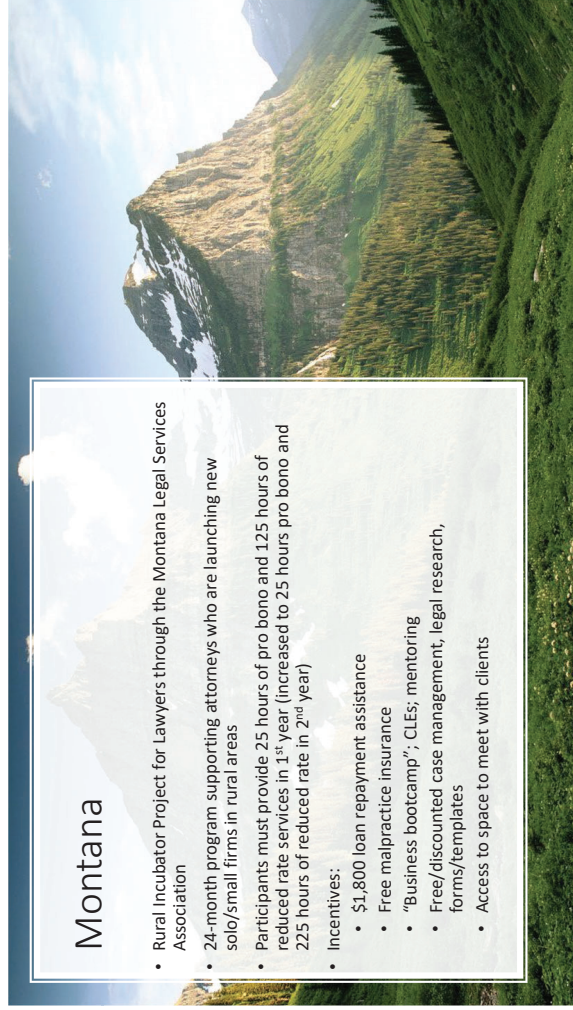 Montana
• Rural Incubator Project for Lawyers through the Montana Legal Services
Association
• 24-month program supporting attorneys who are launching new
solo/small firms in rural areas
• Participants must provide 25 hours of pro bono and 125 hours of
reduced rate services in 1st year (increased to 25 hours pro bono and
225 hours of reduced rate in 2nd year)
• Incentives:
• $1,800 loan repayment assistance
• Free malpractice insurance
• “Business bootcamp”; CLEs; mentoring
• Free/discounted case management, legal research,
forms/templates
• Access to space to meet with clients